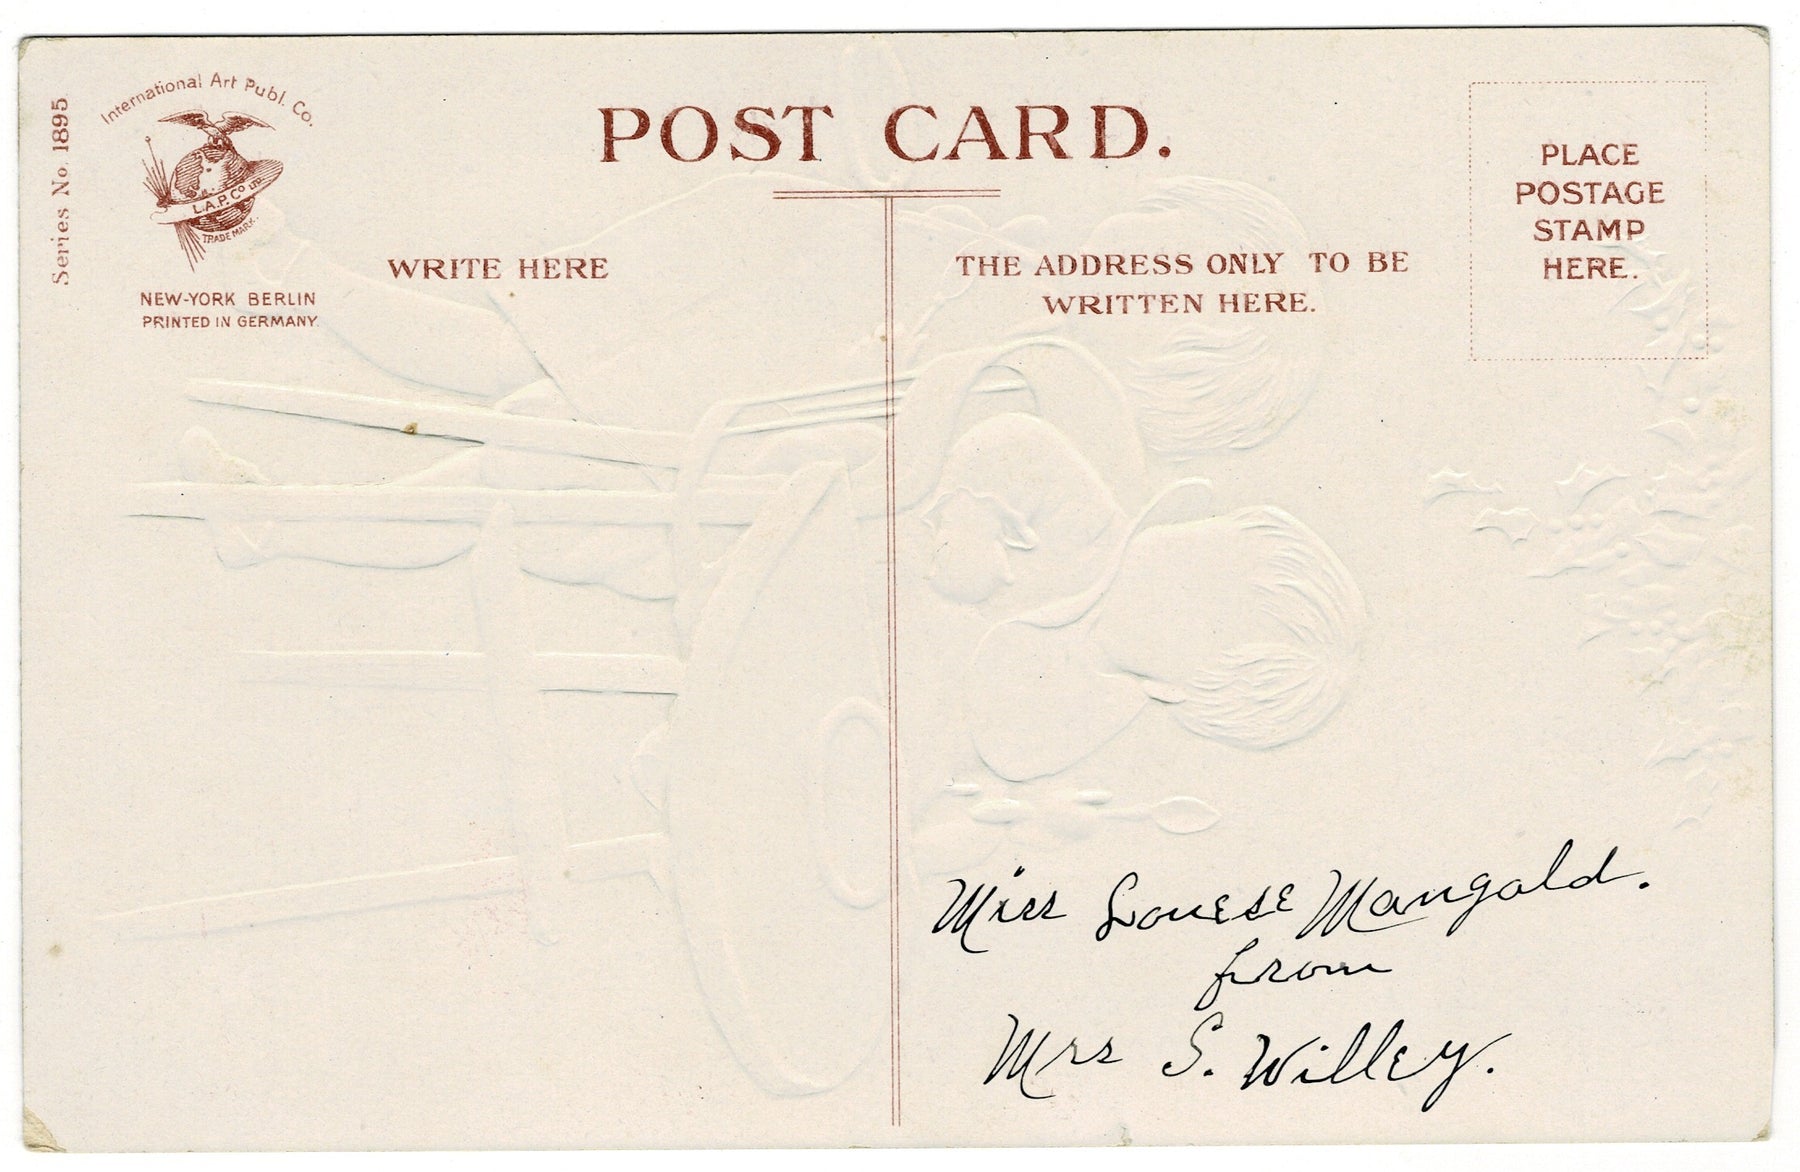 Series No. 1895
International Art Publ. Co.
I.A.P. Co LTD.
TRADE MARK.
NEW-YORK BERLIN
PRINTED IN GERMANY.
POST CARD.
WRITE HERE
THE ADDRESS ONLY TO BE
WRITTEN HERE.
PLACE
POSTAGE
STAMP
HERE.
Miss Louese Mangold.
from
Mrs S. Willey.